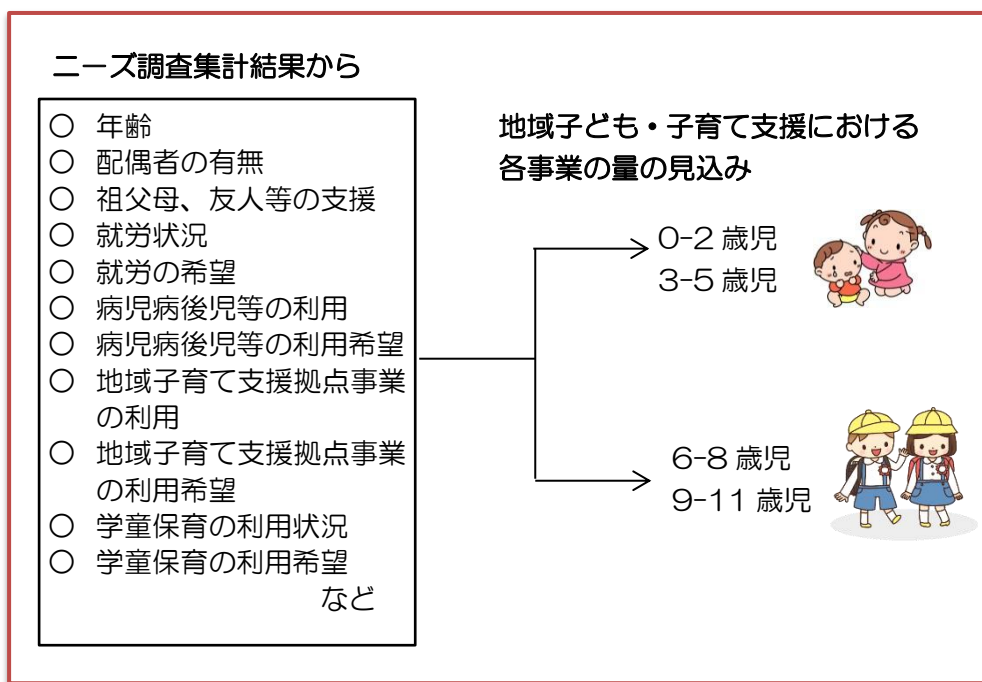 ニーズ調査集計結果から
○ 年齢
○ 配偶者の有無
○ 祖父母、友人等の支援
○ 就労状況
○ 就労の希望
○ 病児病後児等の利用
○ 病児病後児等の利用希望
○ 地域子育て支援拠点事業
の利用
○ 地域子育て支援拠点事業
の利用希望
○ 学童保育の利用状況
○ 学童保育の利用希望
など
地域子ども・子育て支援における
各事業の量の見込み
0-2 歳児
3-5 歳児
6-8 歳児
9-11 歳児